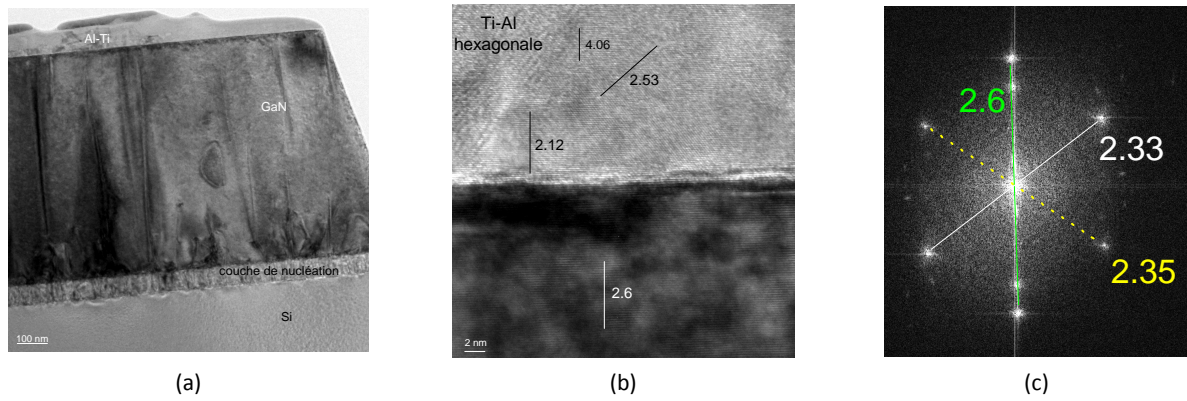 Al-Ti
GaN
couche de nucléation
Si
100 nm
(a)
Ti-Al
hexagonale
4.06
2.53
2.12
2.6
2 nm
(b)
2.6
2.33
2.35
(c)